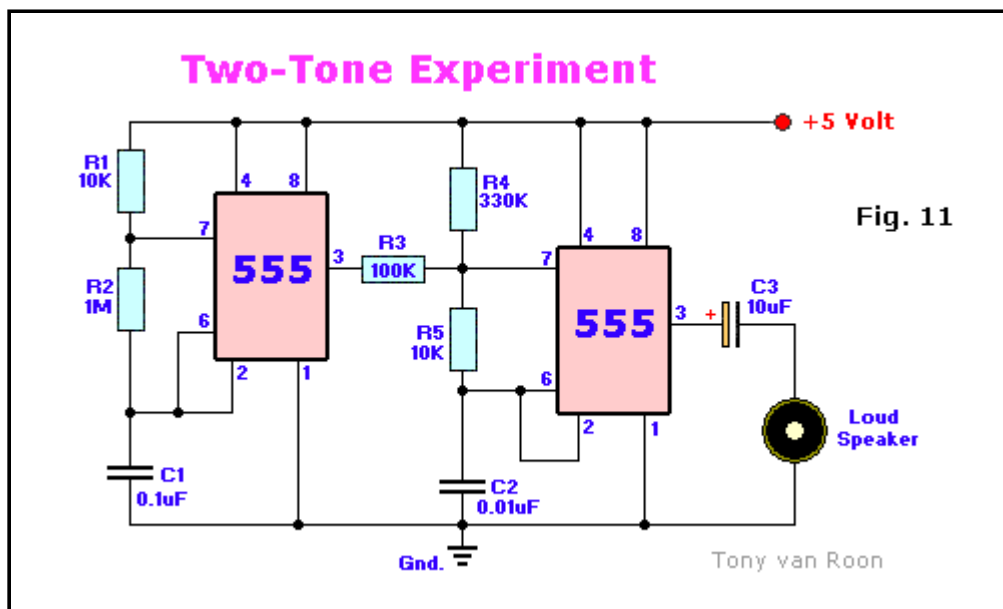 Two-Tone Experiment
+5 Volt
R1
10K
4
8
R4
330K
Fig. 11
7
555
3
R3
100K
4
8
7
R2
1M
6
555
3
+
C3
10uF
R5
10K
2
1
6
2
1
Loud
Speaker
C1
0.1uF
C2
0.01uF
Gnd.
Tony van Roon